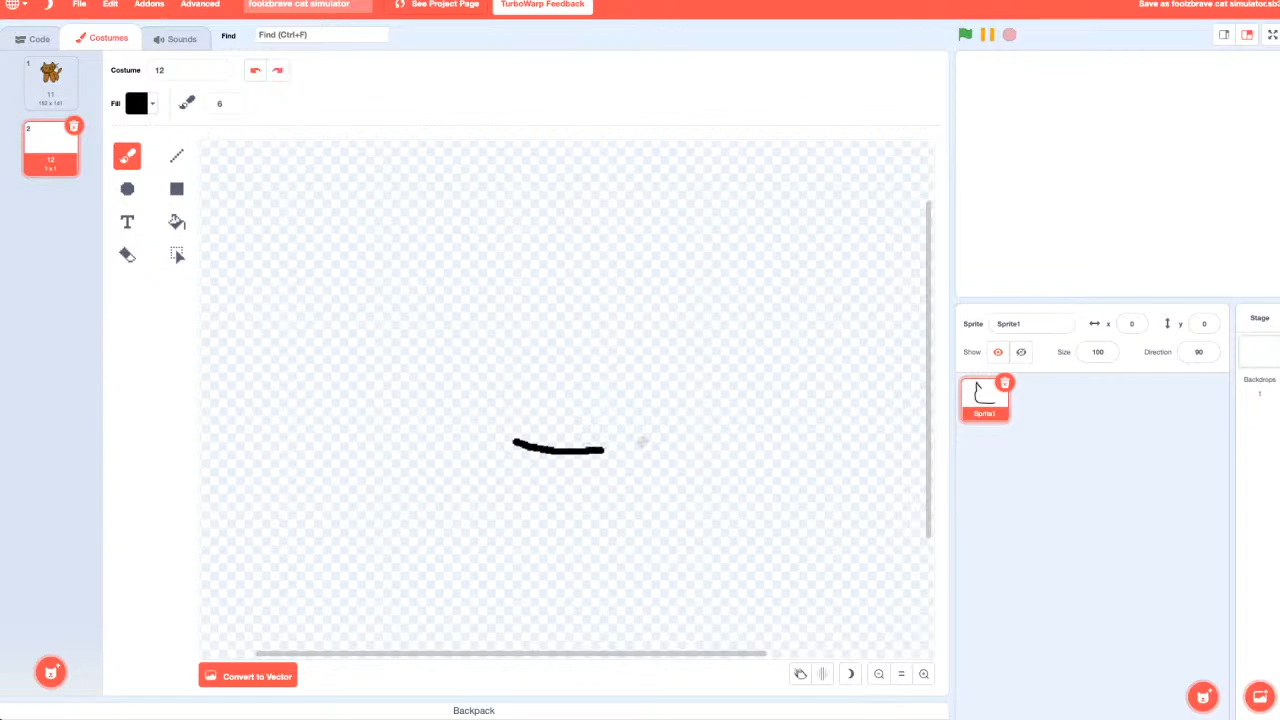 File Edit Addons Advanced foolzbrave cat simulator See Project Page TurboWarp Feedback Save as foolzbrave cat simulator.sb3
Code Costumes Sounds Find Find (Ctrl+F)
1
11
152 x 141
2
12
1 x 1
Costume 12
Fill 6
T
Convert to Vector
Backpack
Sprite Sprite1 x 0 y 0
Show Size 100 Direction 90
Sprite1
Stage
Backdrops
1